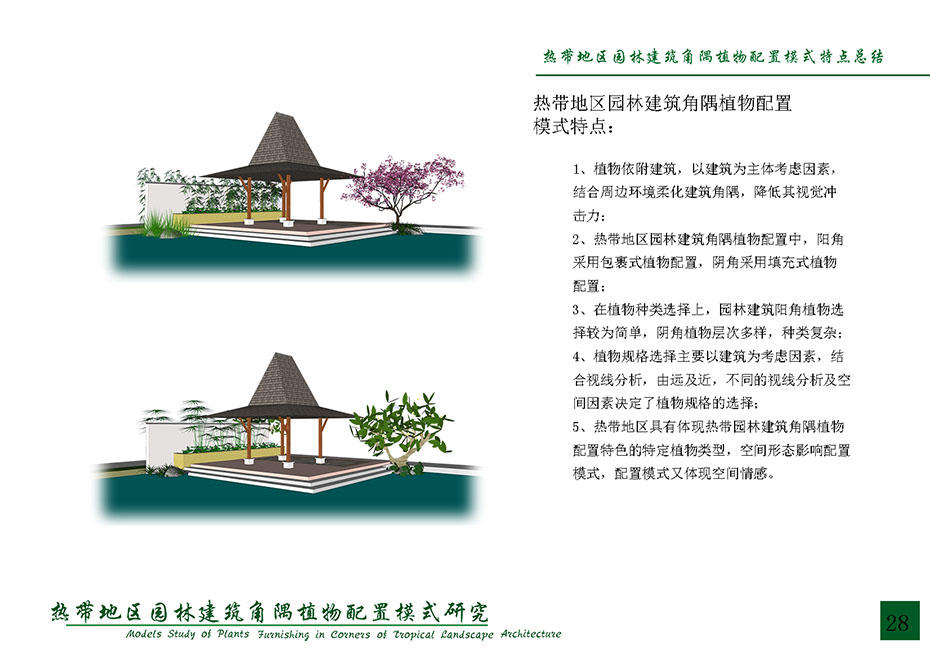 热带地区园林建筑角隅植物配置模式特点总结
热带地区园林建筑角隅植物配置
模式特点：
1、植物依附建筑，以建筑为主体考虑因素，
结合周边环境柔化建筑角隅，降低其视觉冲
击力；
2、热带地区园林建筑角隅植物配置中，阳角
采用包裹式植物配置，阴角采用填充式植物
配置；
3、在植物种类选择上，园林建筑阳角植物选
择较为简单，阴角植物层次多样，种类复杂；
4、植物规格选择主要以建筑为考虑因素，结
合视线分析，由远及近，不同的视线分析及空
间因素决定了植物规格的选择；
5、热带地区具有体现热带园林建筑角隅植物
配置特色的特定植物类型，空间形态影响配置
模式，配置模式又体现空间情感。
热带地区园林建筑角隅植物配置模式研究
Models Study of Plants Furnishing in Corners of Tropical Landscape Architecture
28